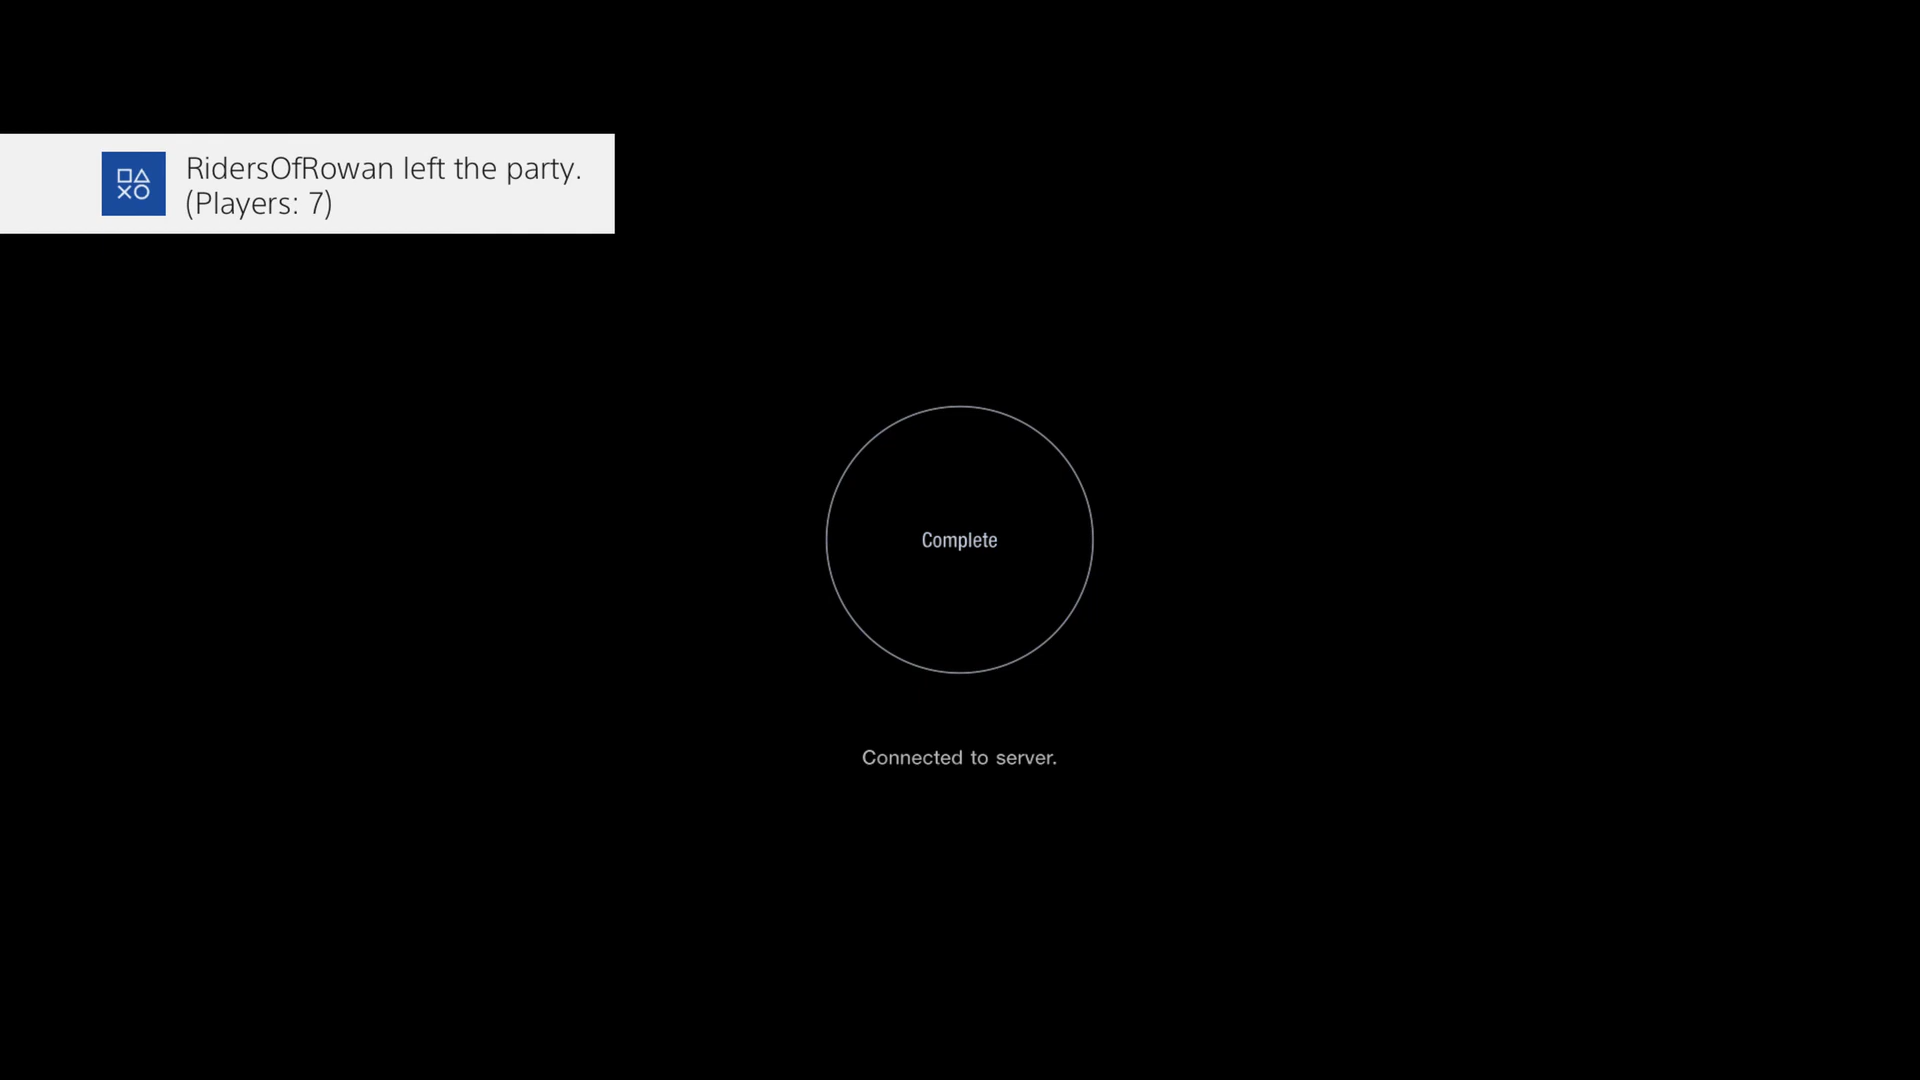 RidersOfRowan left the party.
(Players: 7)
Complete
Connected to server.